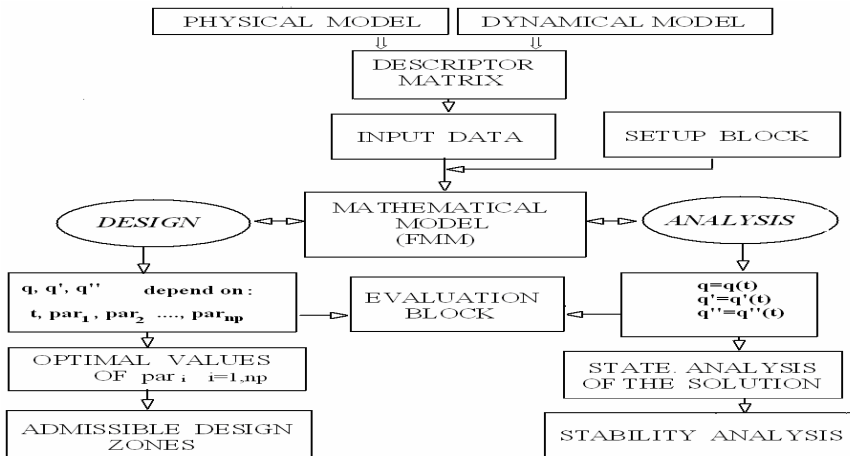 PHYSICAL MODEL
DYNAMICAL MODEL
DESCRIPTOR
MATRIX
INPUT DATA
SETUP BLOCK
DESIGN
MATHEMATICAL
MODEL
(FMM)
ANALYSIS
q, q', q'' depend on:
t, par₁, par₂ ...., parₙₚ
EVALUATION
BLOCK
q=q(t)
q'=q'(t)
q''=q''(t)
OPTIMAL VALUES
OF par i i=1,np
STATE. ANALYSIS
OF THE SOLUTION
ADMISSIBLE DESIGN
ZONES
STABILITY ANALYSIS